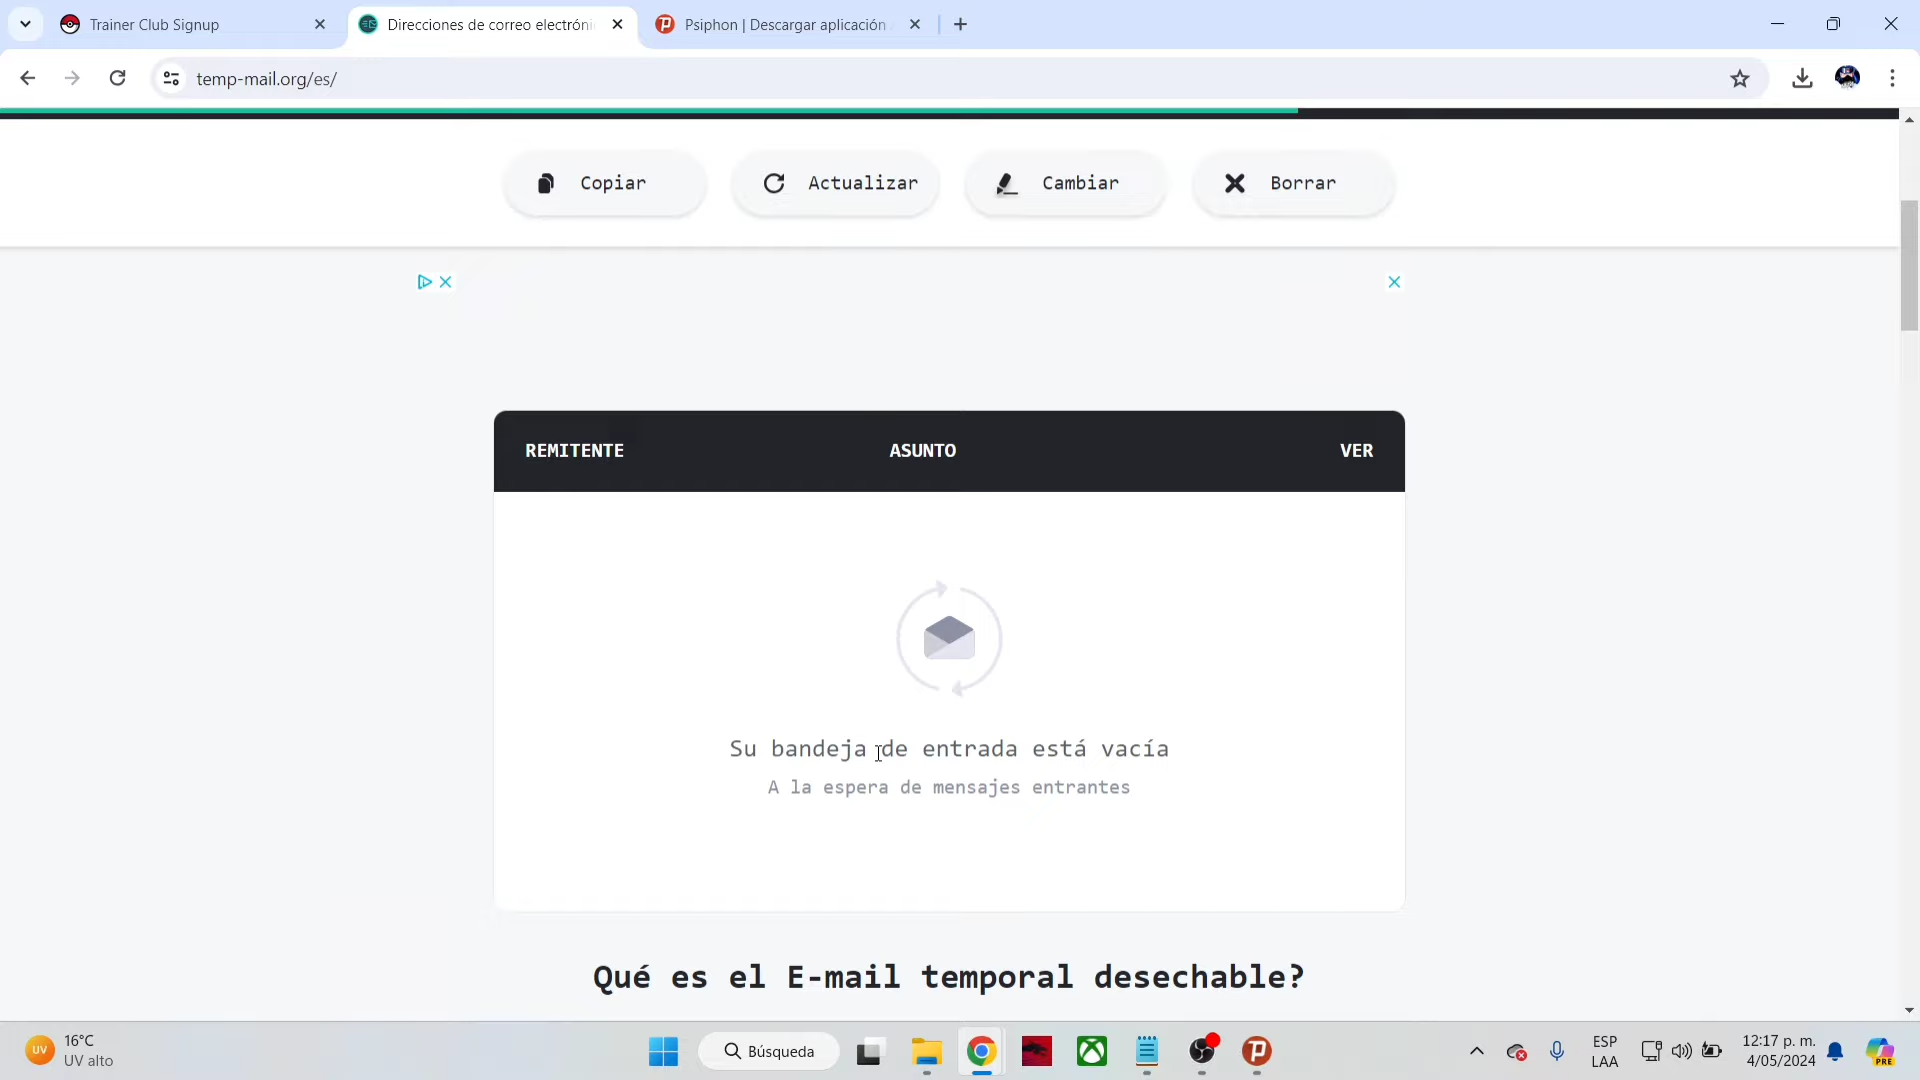 Trainer Club Signup
Direcciones de correo electróni
Psiphon | Descargar aplicación
temp-mail.org/es/
Copiar
Actualizar
Cambiar
Borrar
REMITENTE ASUNTO VER
Su bandeja de entrada está vacía
A la espera de mensajes entrantes
Qué es el E-mail temporal desechable?
UV
16°C
UV alto
Búsqueda
ESP
LAA
12:17 p. m.
4/05/2024
PRE